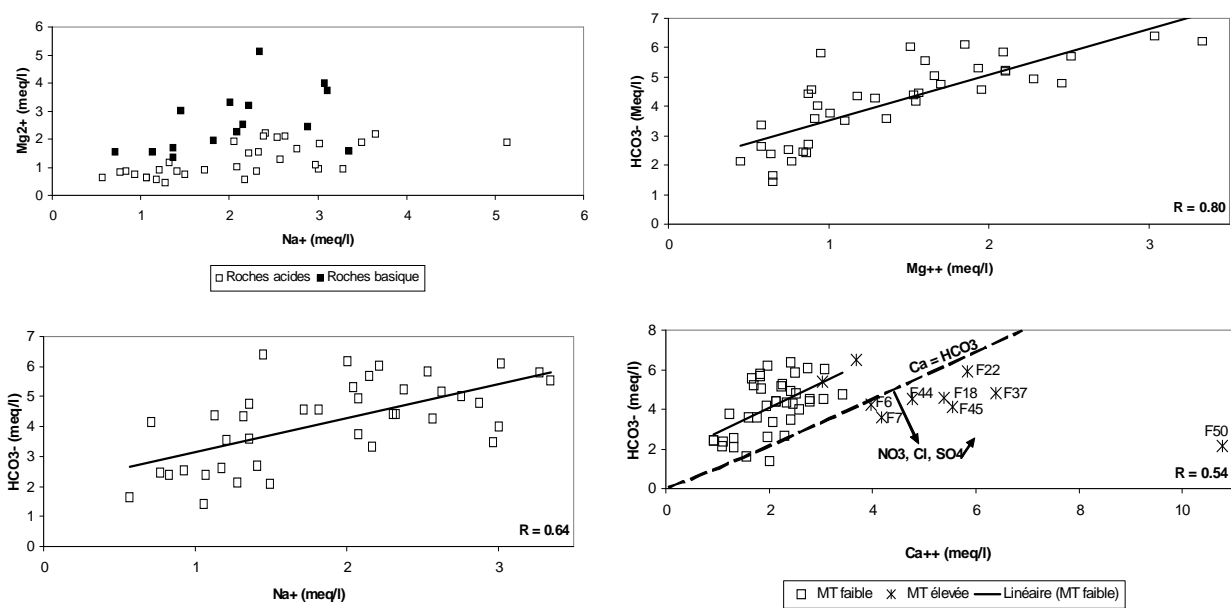 6
5
4
3
2
1
0
Mg2+ (meq/l)
0 1 2 3 4 5 6
Na+ (meq/l)
Roches acides Roches basique
7
6
5
4
3
2
1
0
HCO3- (Meq/l)
R = 0.80
0 1 2 3
Mg++ (meq/l)
7
6
5
4
3
2
1
0
HCO3- (meq/l)
R = 0.64
0 1 2 3
Na+ (meq/l)
8
6
4
2
0
HCO3- (meq/l)
Ca = HCO3
F22
F44 F18 F37
F6 F45
F7
NO3, Cl, SO4
F50
R = 0.54
0 2 4 6 8 10
Ca++ (meq/l)
MT faible MT élevée Linéaire (MT faible)